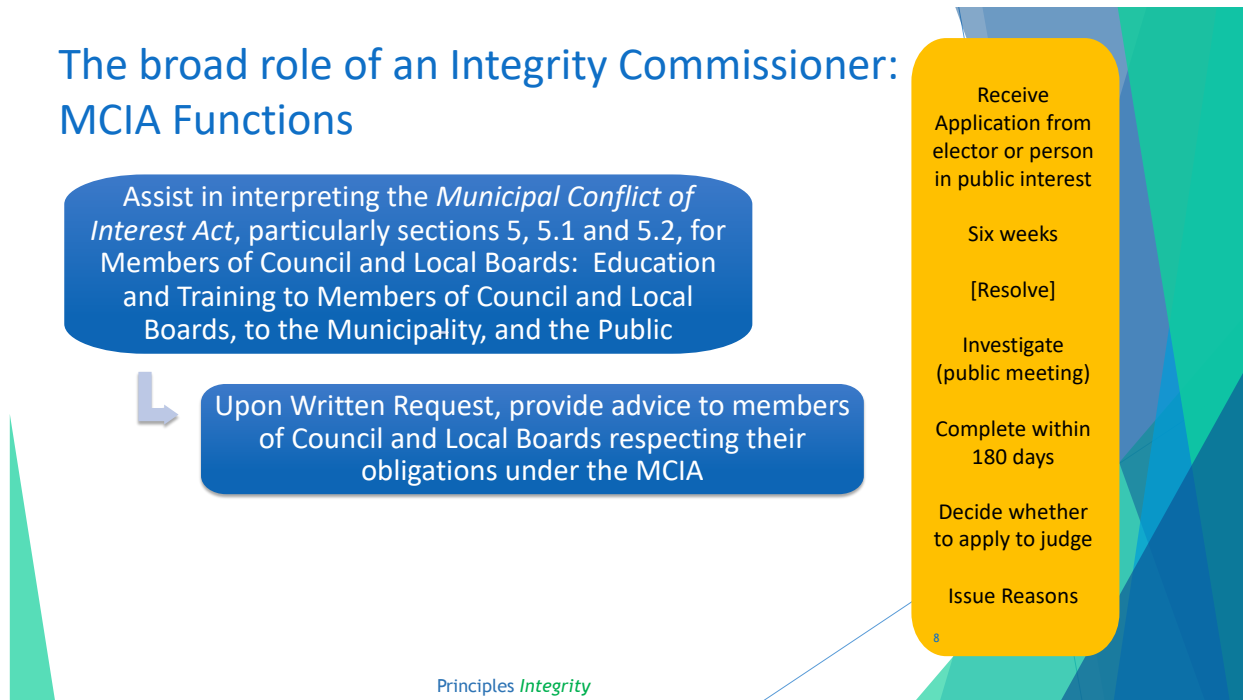 The broad role of an Integrity Commissioner:
MCIA Functions
Assist in interpreting the Municipal Conflict of
Interest Act, particularly sections 5, 5.1 and 5.2, for
Members of Council and Local Boards:  Education
and Training to Members of Council and Local
Boards, to the Municipality, and the Public
Upon Written Request, provide advice to members
of Council and Local Boards respecting their
obligations under the MCIA
Receive
Application from
elector or person
in public interest
Six weeks
[Resolve]
Investigate
(public meeting)
Complete within
180 days
Decide whether
to apply to judge
Issue Reasons
8
Principles Integrity